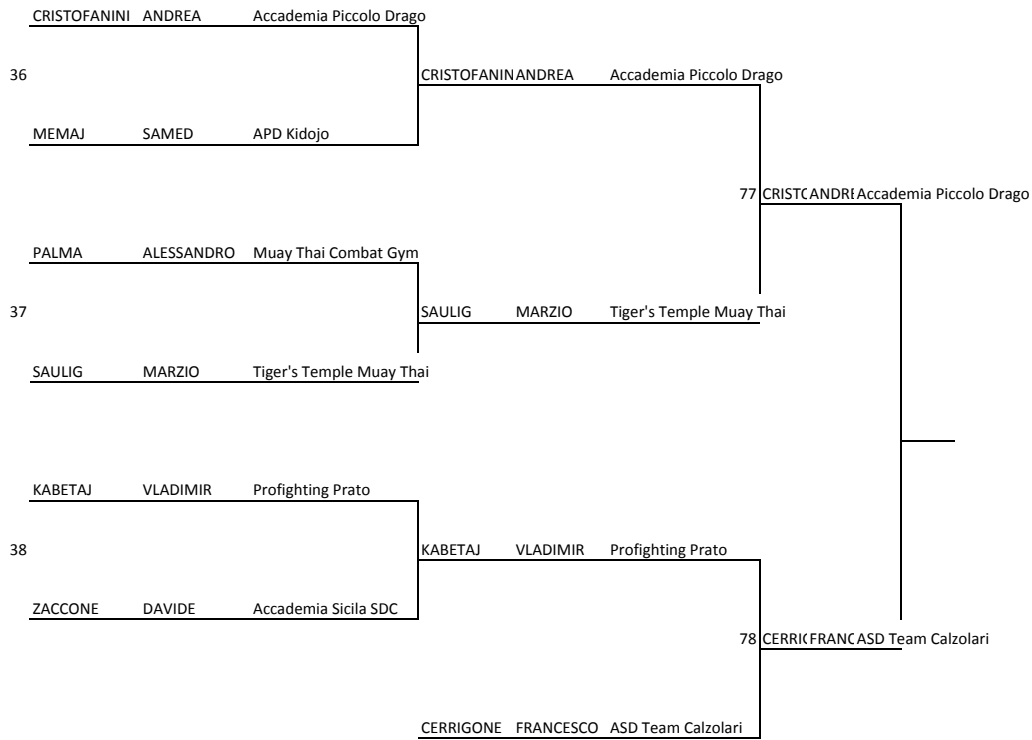 CRISTOFANINI ANDREA Accademia Piccolo Drago
36 CRISTOFANIN ANDREA Accademia Piccolo Drago
MEMAJ SAMED APD Kidojo
77 CRISTO ANDRE Accademia Piccolo Drago
PALMA ALESSANDRO Muay Thai Combat Gym
37 SAULIG MARZIO Tiger's Temple Muay Thai
SAULIG MARZIO Tiger's Temple Muay Thai
KABETAJ VLADIMIR Profighting Prato
38 KABETAJ VLADIMIR Profighting Prato
ZACCONE DAVIDE Accademia Sicila SDC
78 CERRIG FRANC ASD Team Calzolari
CERRIGONE FRANCESCO ASD Team Calzolari